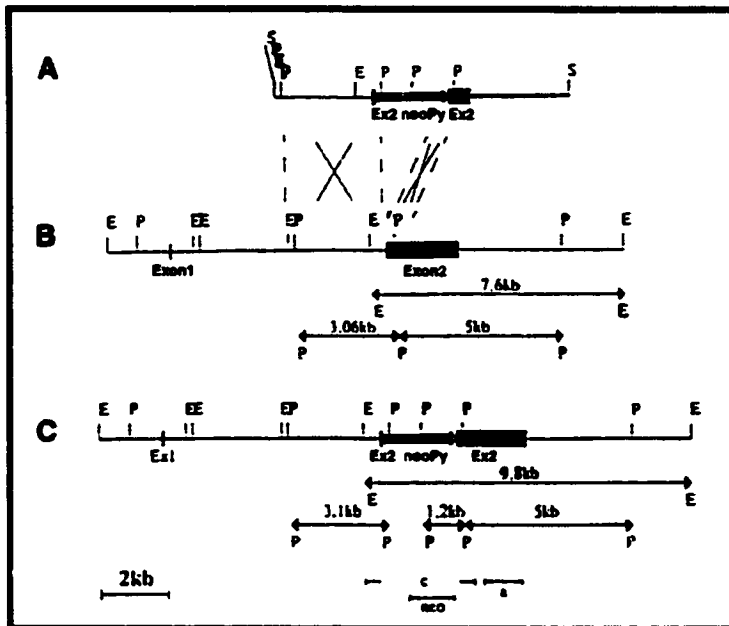 S
P
E
P
E P P P S
A
Ex2 neoPy Ex2
E P EE EP E P P E
B
Exon1 Exon2
7.6kb
E E
3.06kb 5kb
P P P
E P EE EP E P P P P E
C
Ex1 Ex2 neoPy Ex2
9.8kb
E E
3.1kb 1.2kb 5kb
P P P P P
2kb
c
neo a